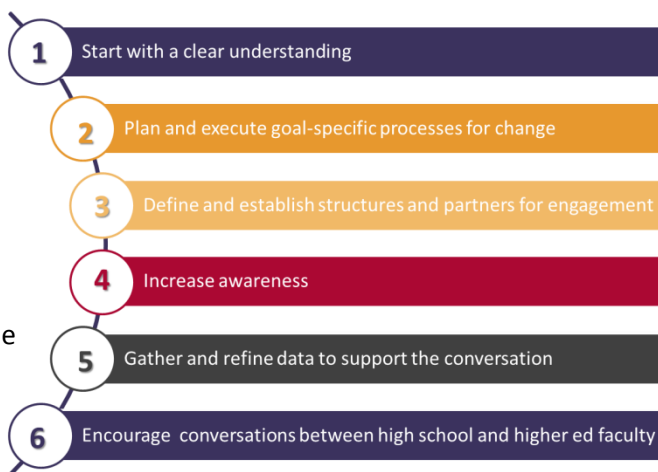 1 Start with a clear understanding
2 Plan and execute goal-specific processes for change
3 Define and establish structures and partners for engagement
4 Increase awareness
e
5 Gather and refine data to support the conversation
6 Encourage conversations between high school and higher ed faculty